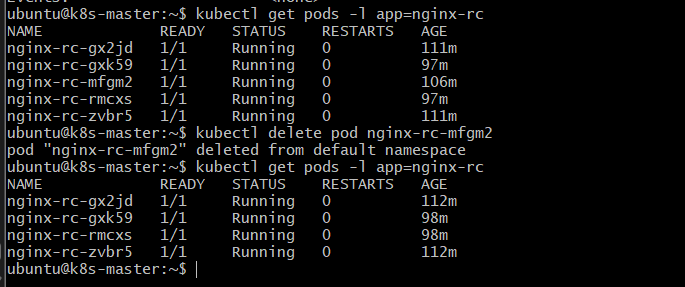 ubuntu@k8s-master:~$ kubectl get pods -l app=nginx-rc
NAME READY STATUS RESTARTS AGE
nginx-rc-gx2jd 1/1 Running 0 111m
nginx-rc-gxk59 1/1 Running 0 97m
nginx-rc-mfgm2 1/1 Running 0 106m
nginx-rc-rmcxs 1/1 Running 0 97m
nginx-rc-zvbr5 1/1 Running 0 111m
ubuntu@k8s-master:~$ kubectl delete pod nginx-rc-mfgm2
pod "nginx-rc-mfgm2" deleted from default namespace
ubuntu@k8s-master:~$ kubectl get pods -l app=nginx-rc
NAME READY STATUS RESTARTS AGE
nginx-rc-gx2jd 1/1 Running 0 112m
nginx-rc-gxk59 1/1 Running 0 98m
nginx-rc-rmcxs 1/1 Running 0 98m
nginx-rc-zvbr5 1/1 Running 0 112m
ubuntu@k8s-master:~$